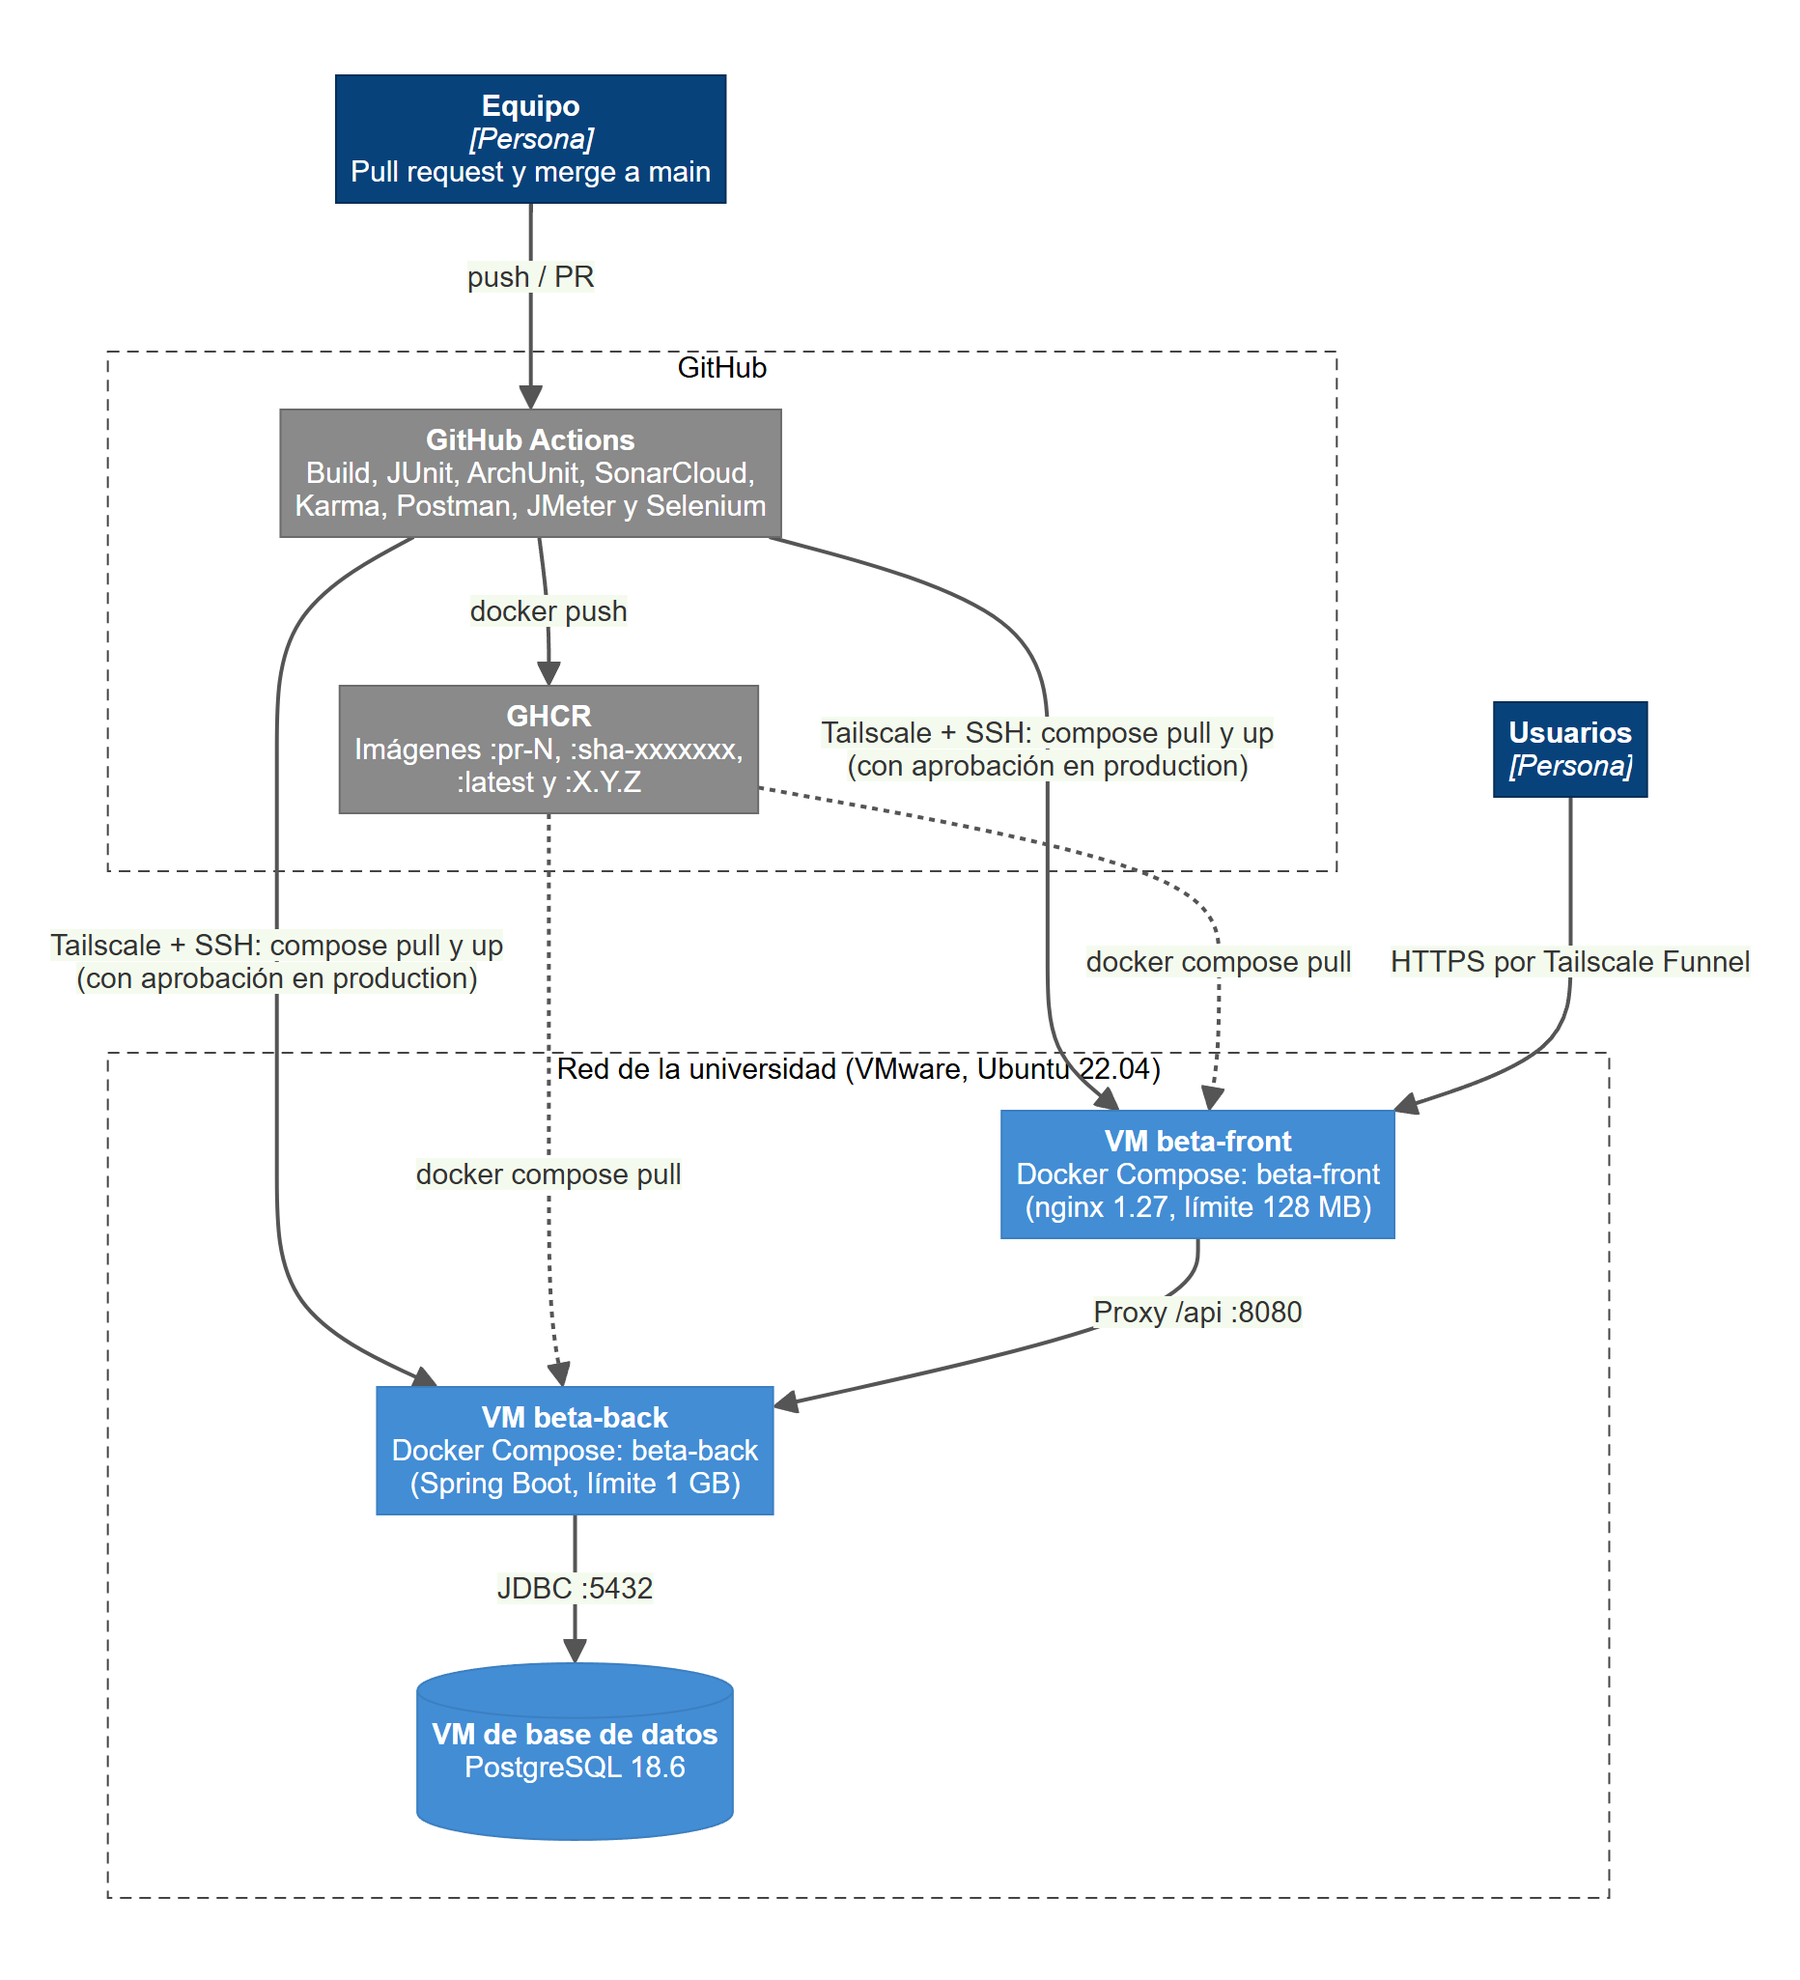 Equipo
[Persona]
Pull request y merge a main
push / PR
GitHub
GitHub Actions
Build, JUnit, ArchUnit, SonarCloud,
Karma, Postman, JMeter y Selenium
docker push
GHCR
Imágenes :pr-N, :sha-xxxxxxx,
:latest y :X.Y.Z
Tailscale + SSH: compose pull y up
(con aprobación en production)
Usuarios
[Persona]
Tailscale + SSH: compose pull y up
(con aprobación en production)
docker compose pull
HTTPS por Tailscale Funnel
Red de la universidad (VMware, Ubuntu 22.04)
VM beta-front
Docker Compose: beta-front
(nginx 1.27, límite 128 MB)
docker compose pull
Proxy /api :8080
VM beta-back
Docker Compose: beta-back
(Spring Boot, límite 1 GB)
JDBC :5432
VM de base de datos
PostgreSQL 18.6